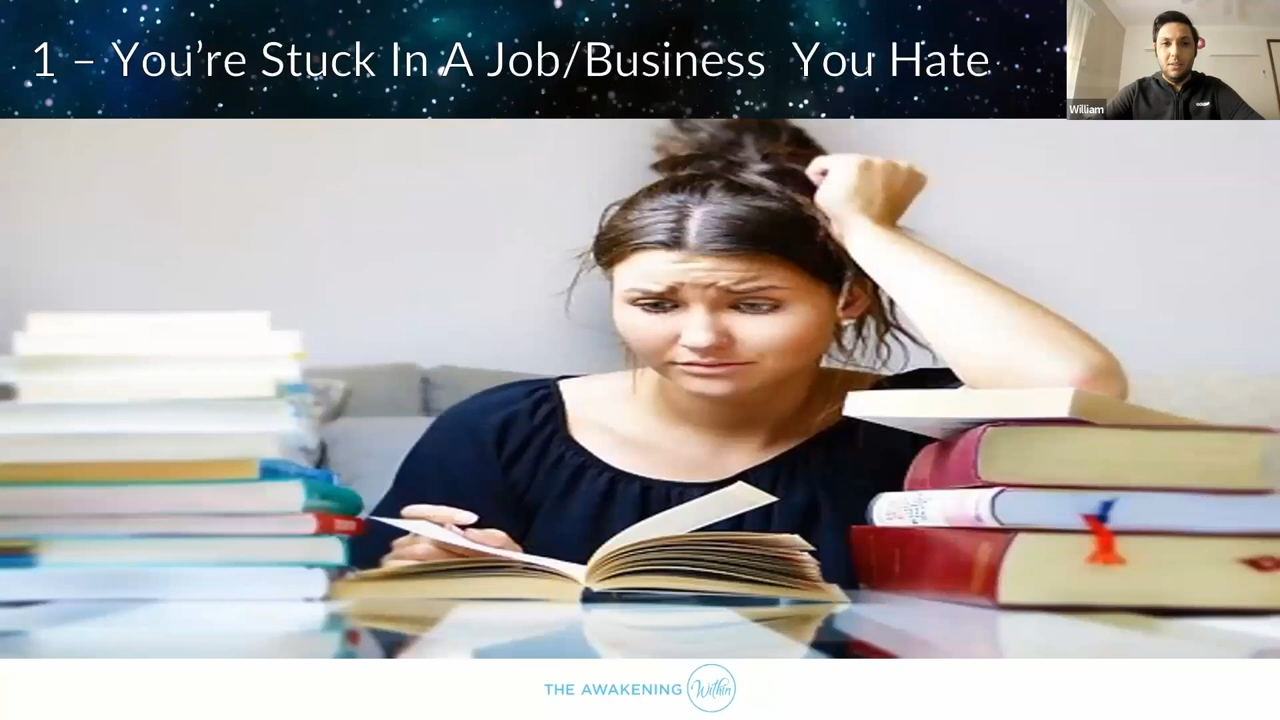 1 – You’re Stuck In A Job/Business  You Hate
William
THE AWAKENING Within